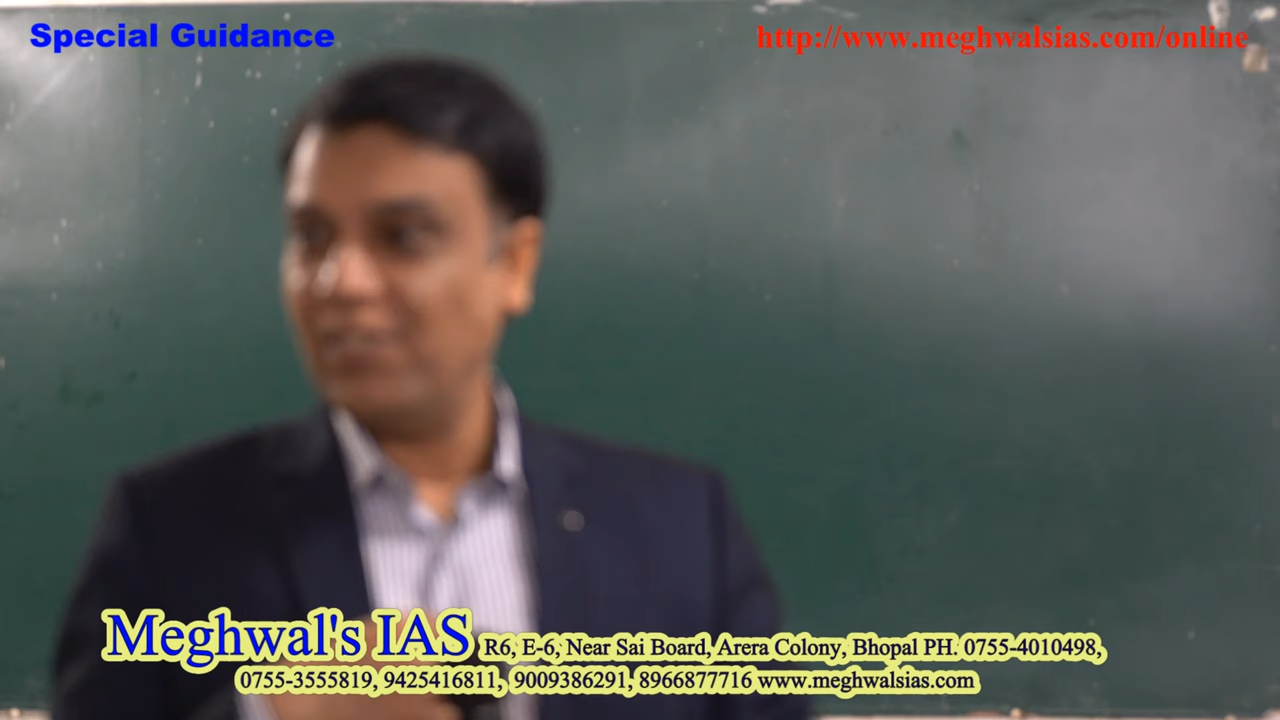 Special Guidance
http://www.meghwalsias.com/online
Meghwal's IAS R6, E-6, Near Sai Board, Arera Colony, Bhopal PH. 0755-4010498,
0755-3555819, 9425416811, 9009386291, 8966877716 www.meghwalsias.com